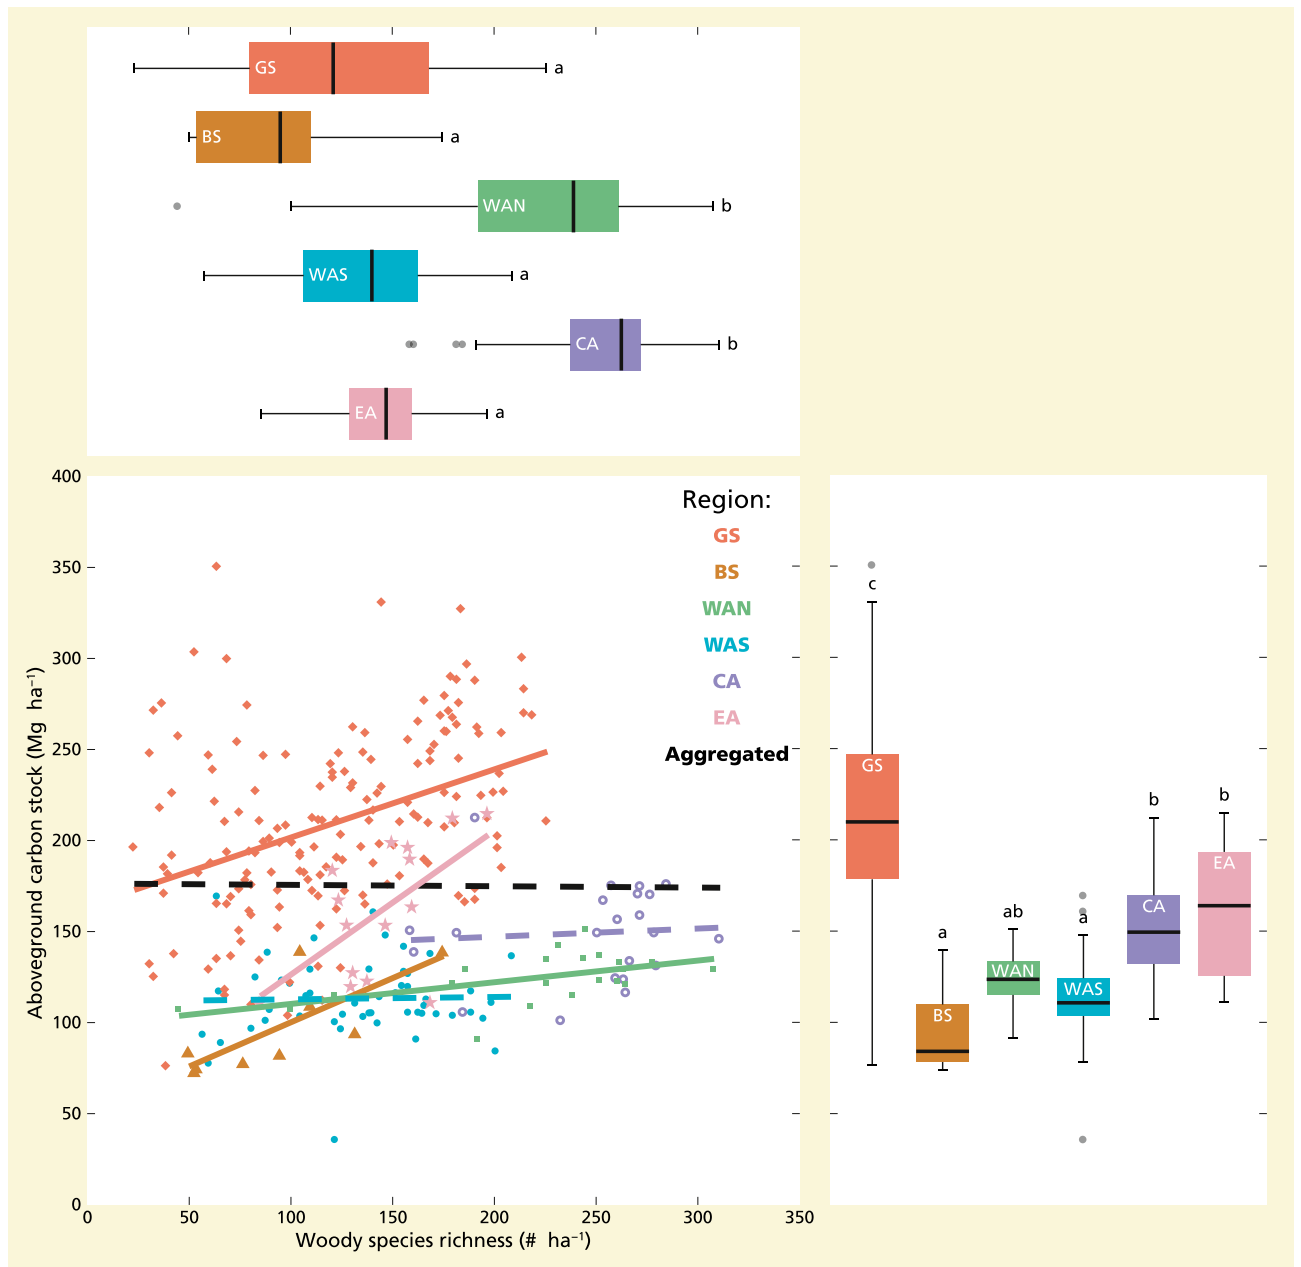 GS
a
BS
a
WAN
b
WAS
a
CA
b
EA
a
400
350
300
250
200
150
100
50
0
Aboveground carbon stock (Mg ha⁻¹)
Region:
GS
BS
WAN
WAS
CA
EA
Aggregated
0 50 100 150 200 250 300 350
Woody species richness (# ha⁻¹)
c
GS
a
BS
ab
WAN
a
WAS
b
CA
b
EA